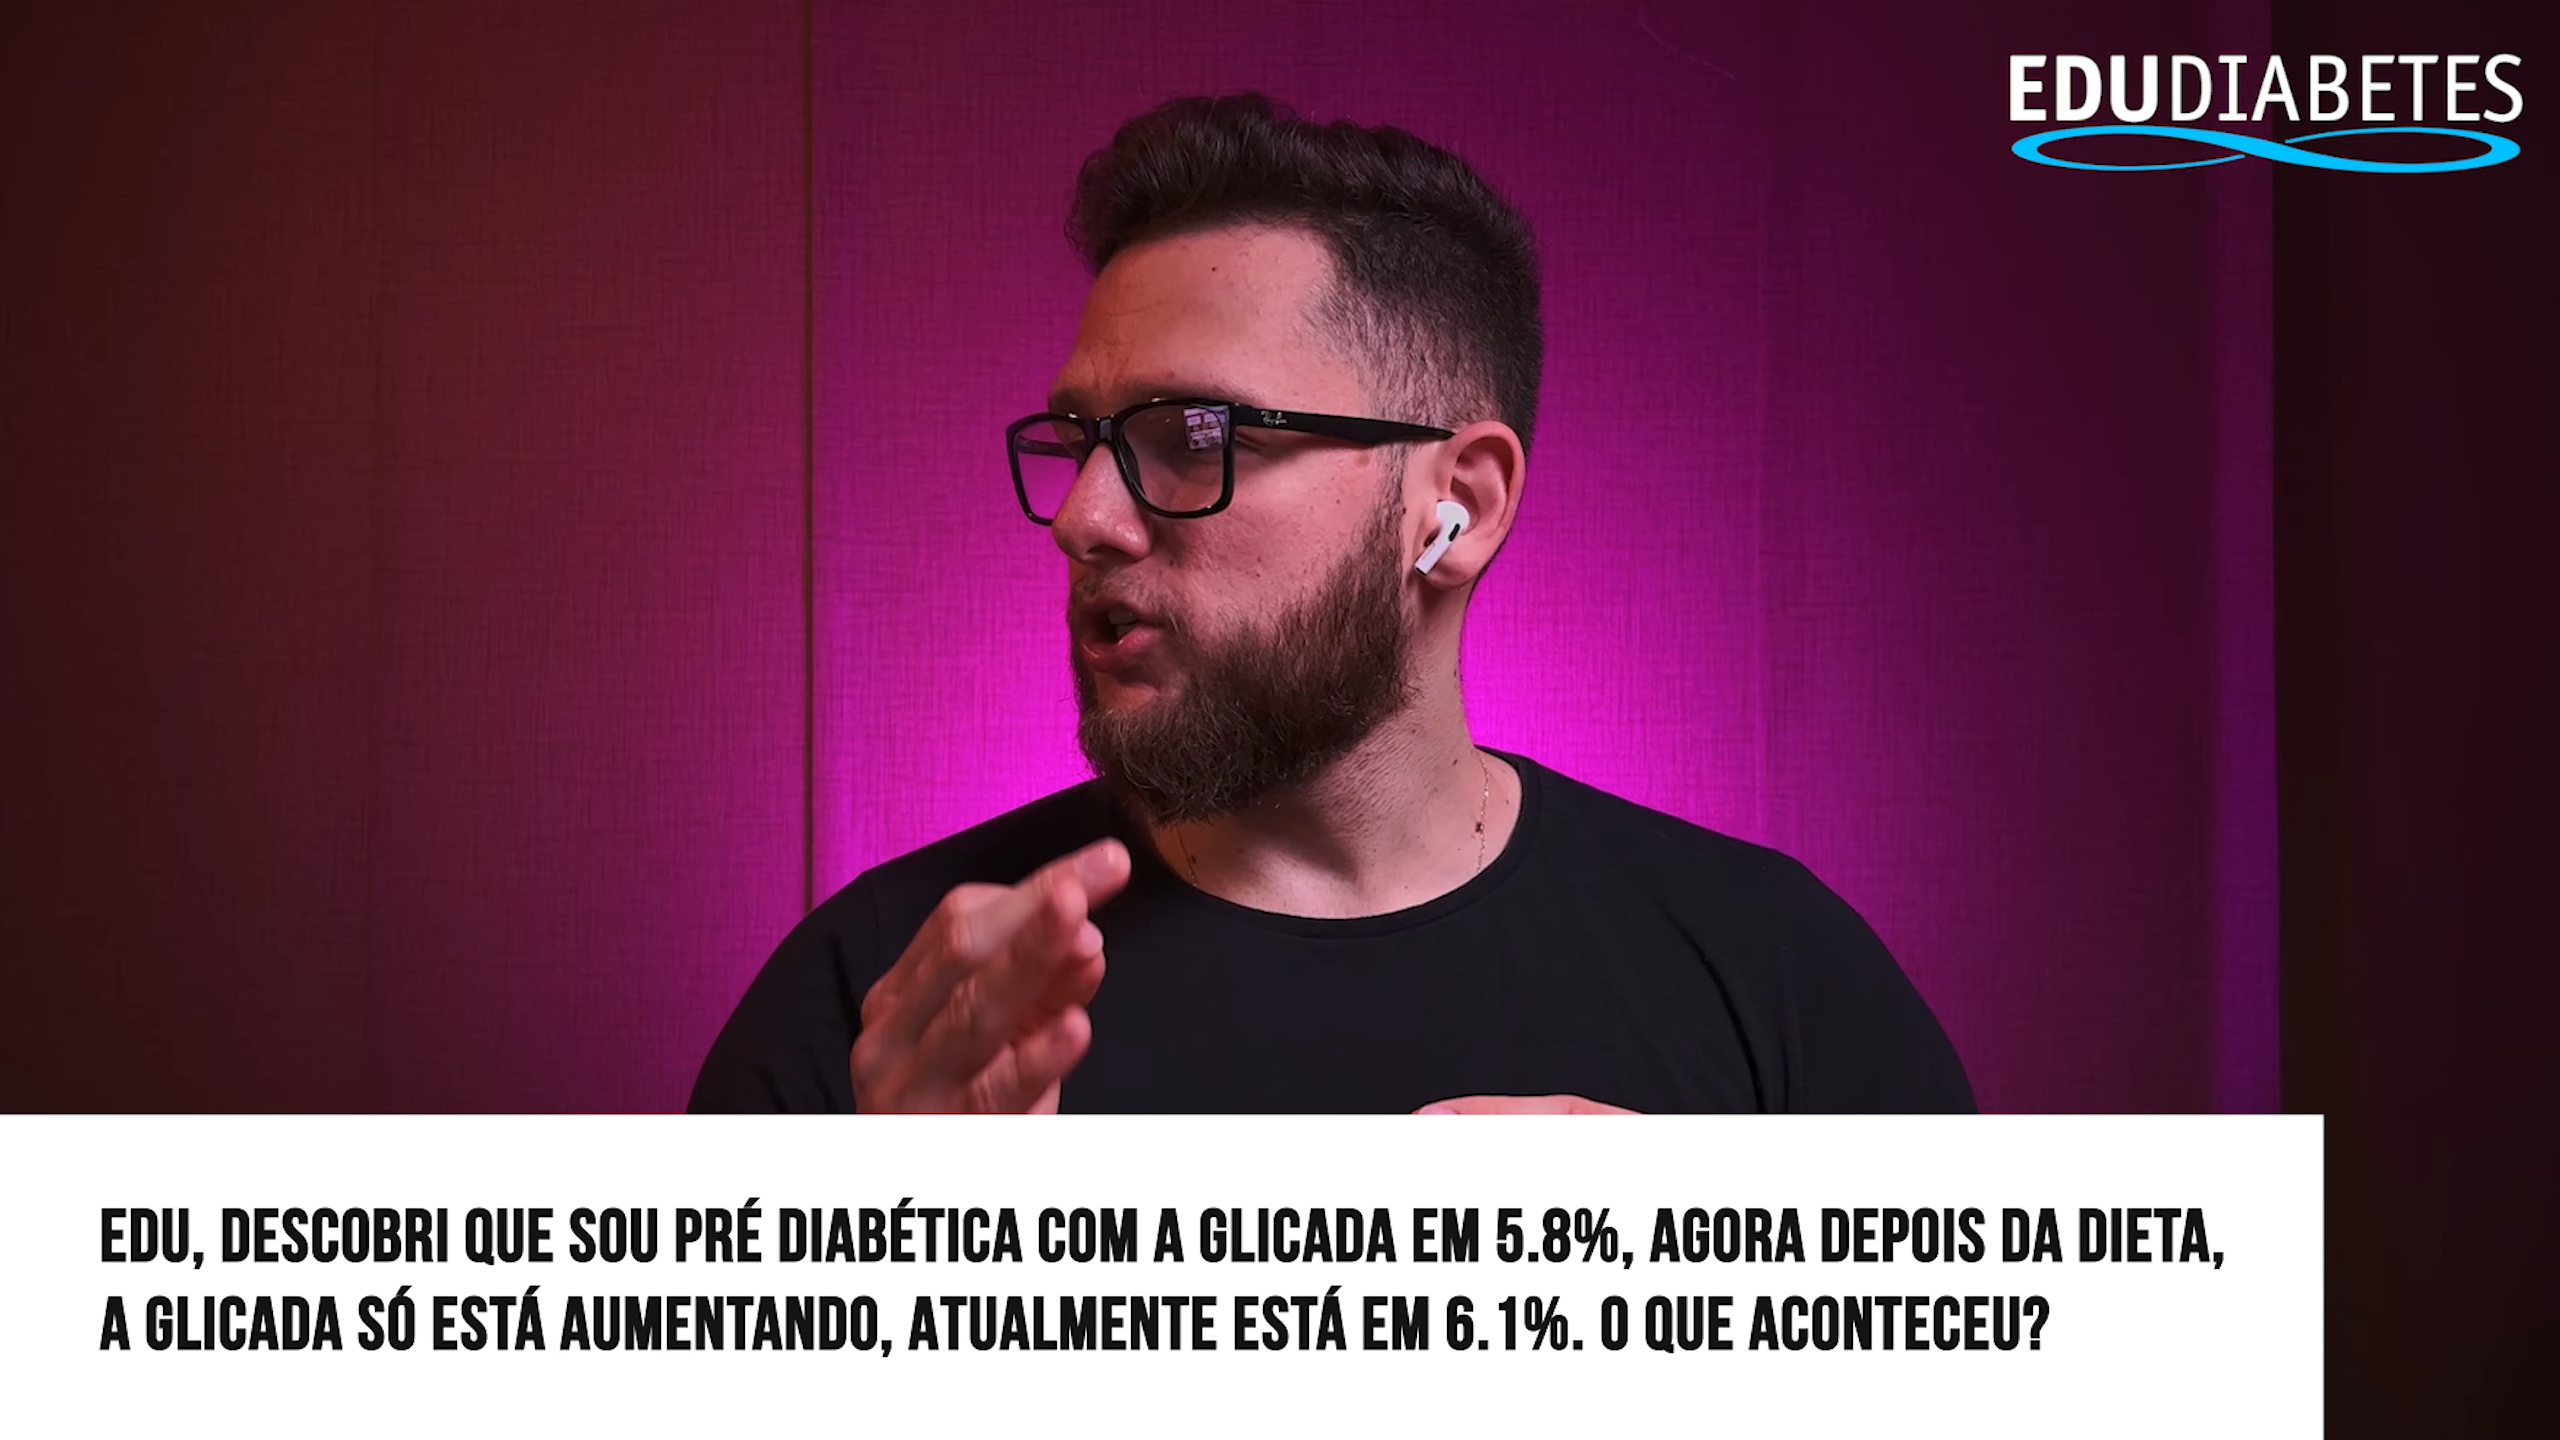 EDUDIABETES
EDU, DESCOBRI QUE SOU PRÉ DIABÉTICA COM A GLICADA EM 5.8%, AGORA DEPOIS DA DIETA,
A GLICADA SÓ ESTÁ AUMENTANDO, ATUALMENTE ESTÁ EM 6.1%. O QUE ACONTECEU?